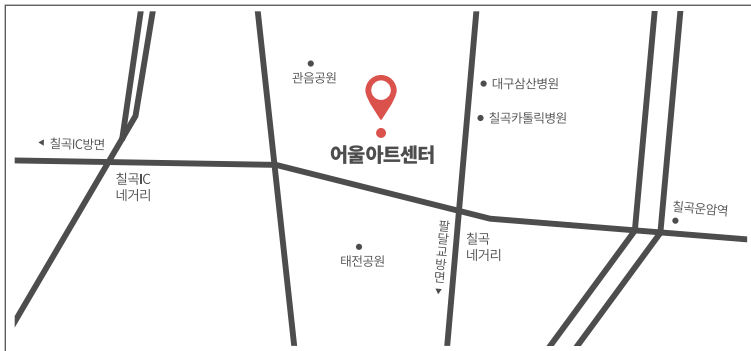 관음공원
대구삼산병원
칠곡카톨릭병원
◀ 칠곡IC방면
어울아트센터
칠곡IC
네거리
칠곡운암역
팔달교방면 ▼
칠곡
네거리
태전공원